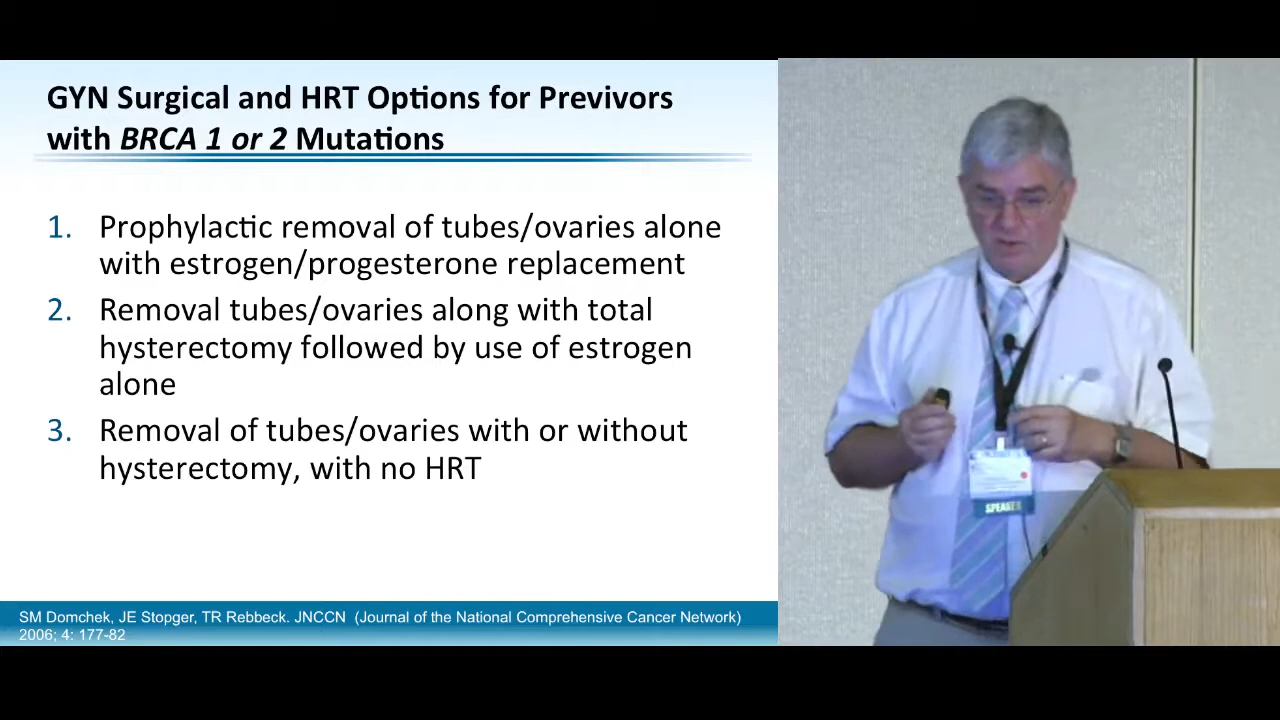 GYN Surgical and HRT Options for Previvors
with BRCA 1 or 2 Mutations
1. Prophylactic removal of tubes/ovaries alone
with estrogen/progesterone replacement
2. Removal tubes/ovaries along with total
hysterectomy followed by use of estrogen
alone
3. Removal of tubes/ovaries with or without
hysterectomy, with no HRT
SM Domchek, JE Stopger, TR Rebbeck. JNCCN (Journal of the National Comprehensive Cancer Network)
2006; 4: 177-82
SPEAKER